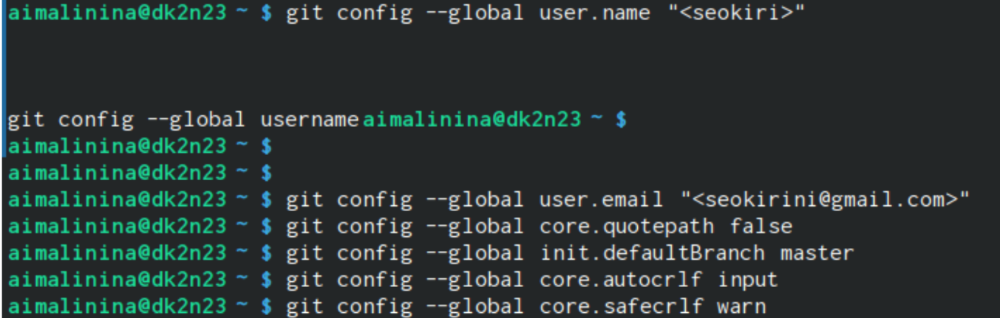 aimalinina@dk2n23 ~ $ git config --global user.name "<seokiri>"
git config --global usernameaimalinina@dk2n23 ~ $
aimalinina@dk2n23 ~ $
aimalinina@dk2n23 ~ $
aimalinina@dk2n23 ~ $ git config --global user.email "<seokirini@gmail.com>"
aimalinina@dk2n23 ~ $ git config --global core.quotepath false
aimalinina@dk2n23 ~ $ git config --global init.defaultBranch master
aimalinina@dk2n23 ~ $ git config --global core.autocrlf input
aimalinina@dk2n23 ~ $ git config --global core.safecrlf warn